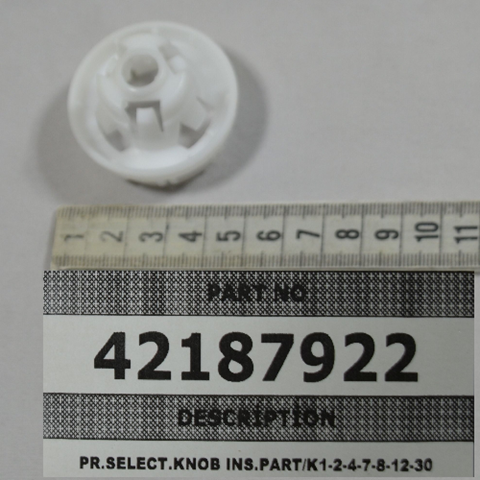 1 2 3 4 5 6 7 8 9 10 11
PART NO
42187922
DESCRIPTION
PR.SELECT.KNOB INS.PART/K1-2-4-7-8-12-30